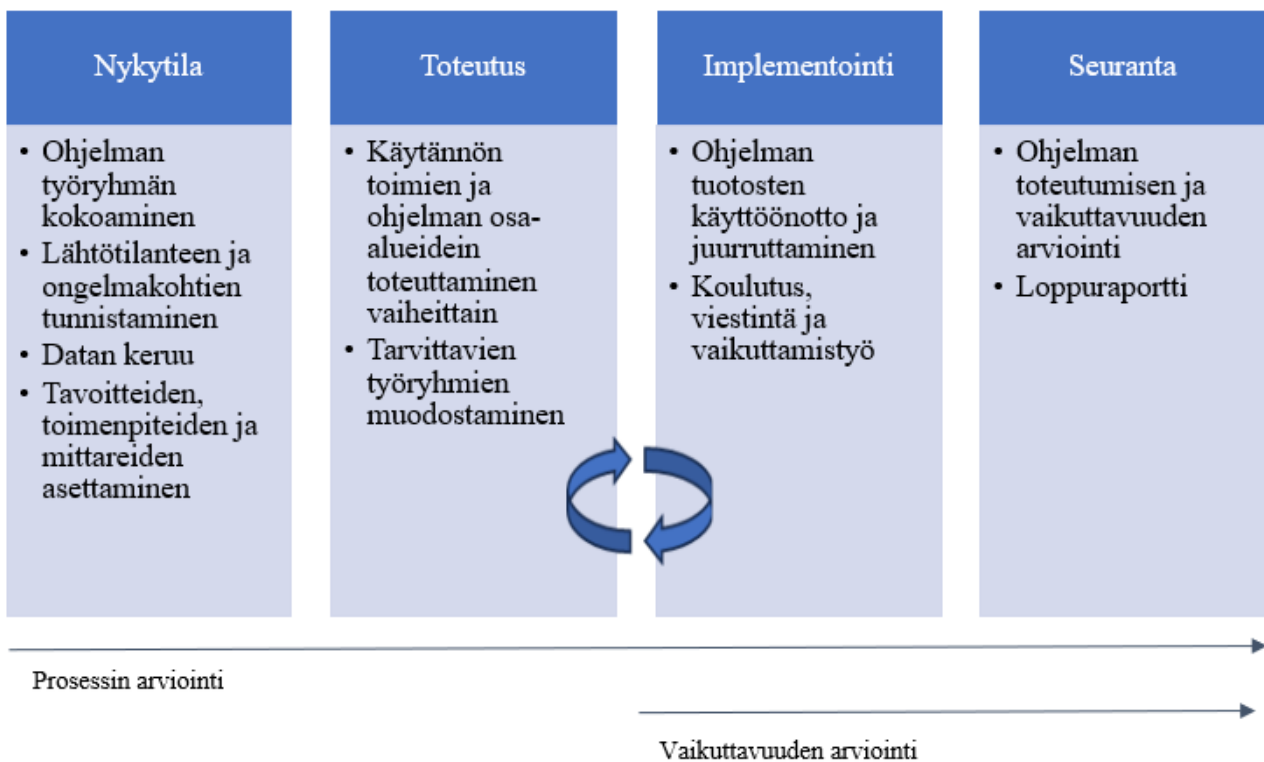 Nykytila
• Ohjelman
työryhmän
kokoaminen
• Lähtötilanteen ja
ongelmakohtien
tunnistaminen
• Datan keruu
• Tavoitteiden,
toimenpiteiden ja
mittareiden
asettaminen
Toteutus
• Käytännön
toimien ja
ohjelman osa-
alueidein
toteuttaminen
vaiheittain
• Tarvittavien
työryhmien
muodostaminen
Implementointi
• Ohjelman
tuotosten
käyttöönotto ja
juurruttaminen
• Koulutus,
viestintä ja
vaikuttamistyö
Seuranta
• Ohjelman
toteutumisen ja
vaikuttavuuden
arviointi
• Loppuraportti
Prosessin arviointi
Vaikuttavuuden arviointi